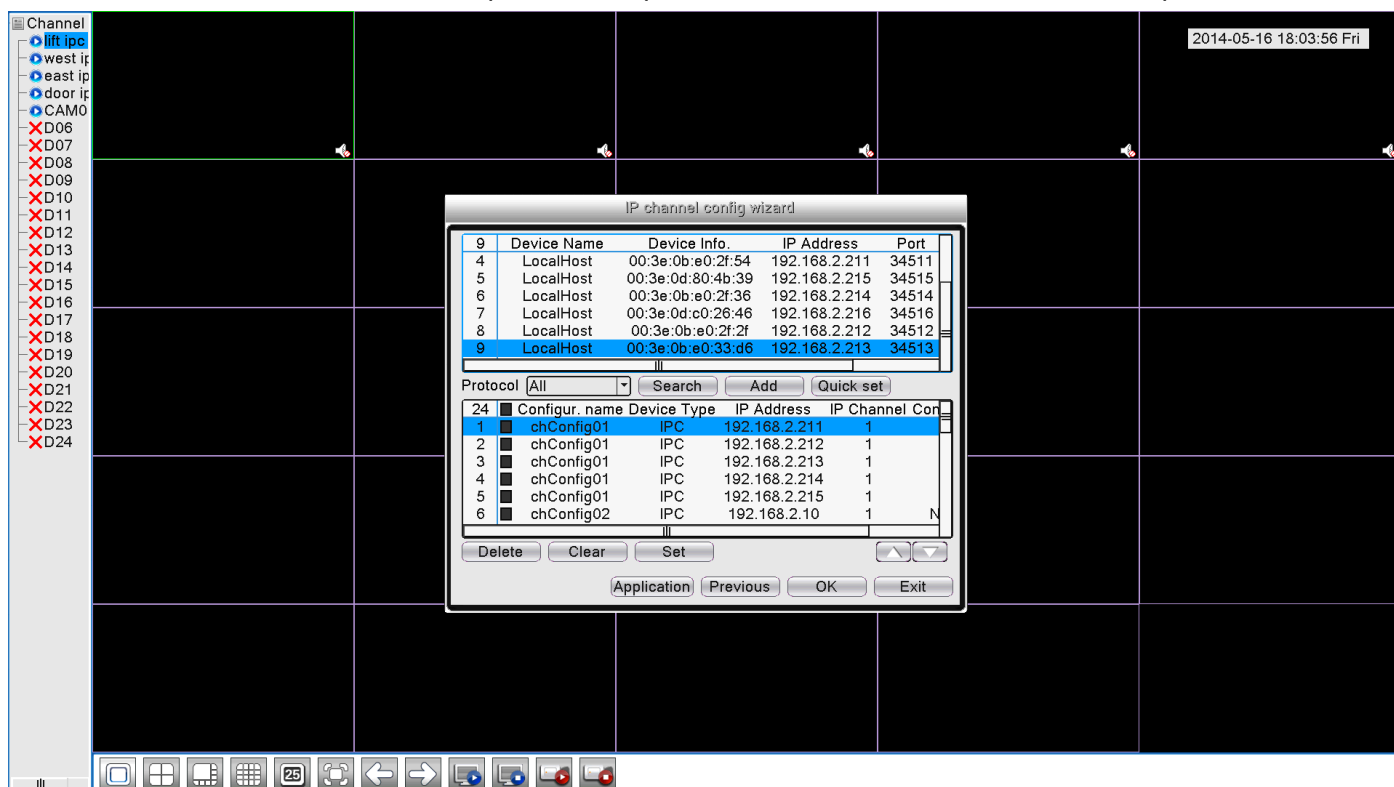 Channel
lift ipc
west ip
east ip
door ip
CAM0
D06
D07
D08
D09
D10
D11
D12
D13
D14
D15
D16
D17
D18
D19
D20
D21
D22
D23
D24
2014-05-16 18:03:56 Fri
IP channel config wizard
9 Device Name Device Info. IP Address Port
4 LocalHost 00:3e:0b:e0:2f:54 192.168.2.211 34511
5 LocalHost 00:3e:0d:80:4b:39 192.168.2.215 34515
6 LocalHost 00:3e:0b:e0:2f:36 192.168.2.214 34514
7 LocalHost 00:3e:0d:c0:26:46 192.168.2.216 34516
8 LocalHost 00:3e:0b:e0:2f:2f 192.168.2.212 34512
9 LocalHost 00:3e:0b:e0:33:d6 192.168.2.213 34513
Protocol All Search Add Quick set
24 Configur. name Device Type IP Address IP Channel Con
1 chConfig01 IPC 192.168.2.211 1
2 chConfig01 IPC 192.168.2.212 1
3 chConfig01 IPC 192.168.2.213 1
4 chConfig01 IPC 192.168.2.214 1
5 chConfig01 IPC 192.168.2.215 1
6 chConfig02 IPC 192.168.2.10 1 N
Delete Clear Set
Application Previous OK Exit
25